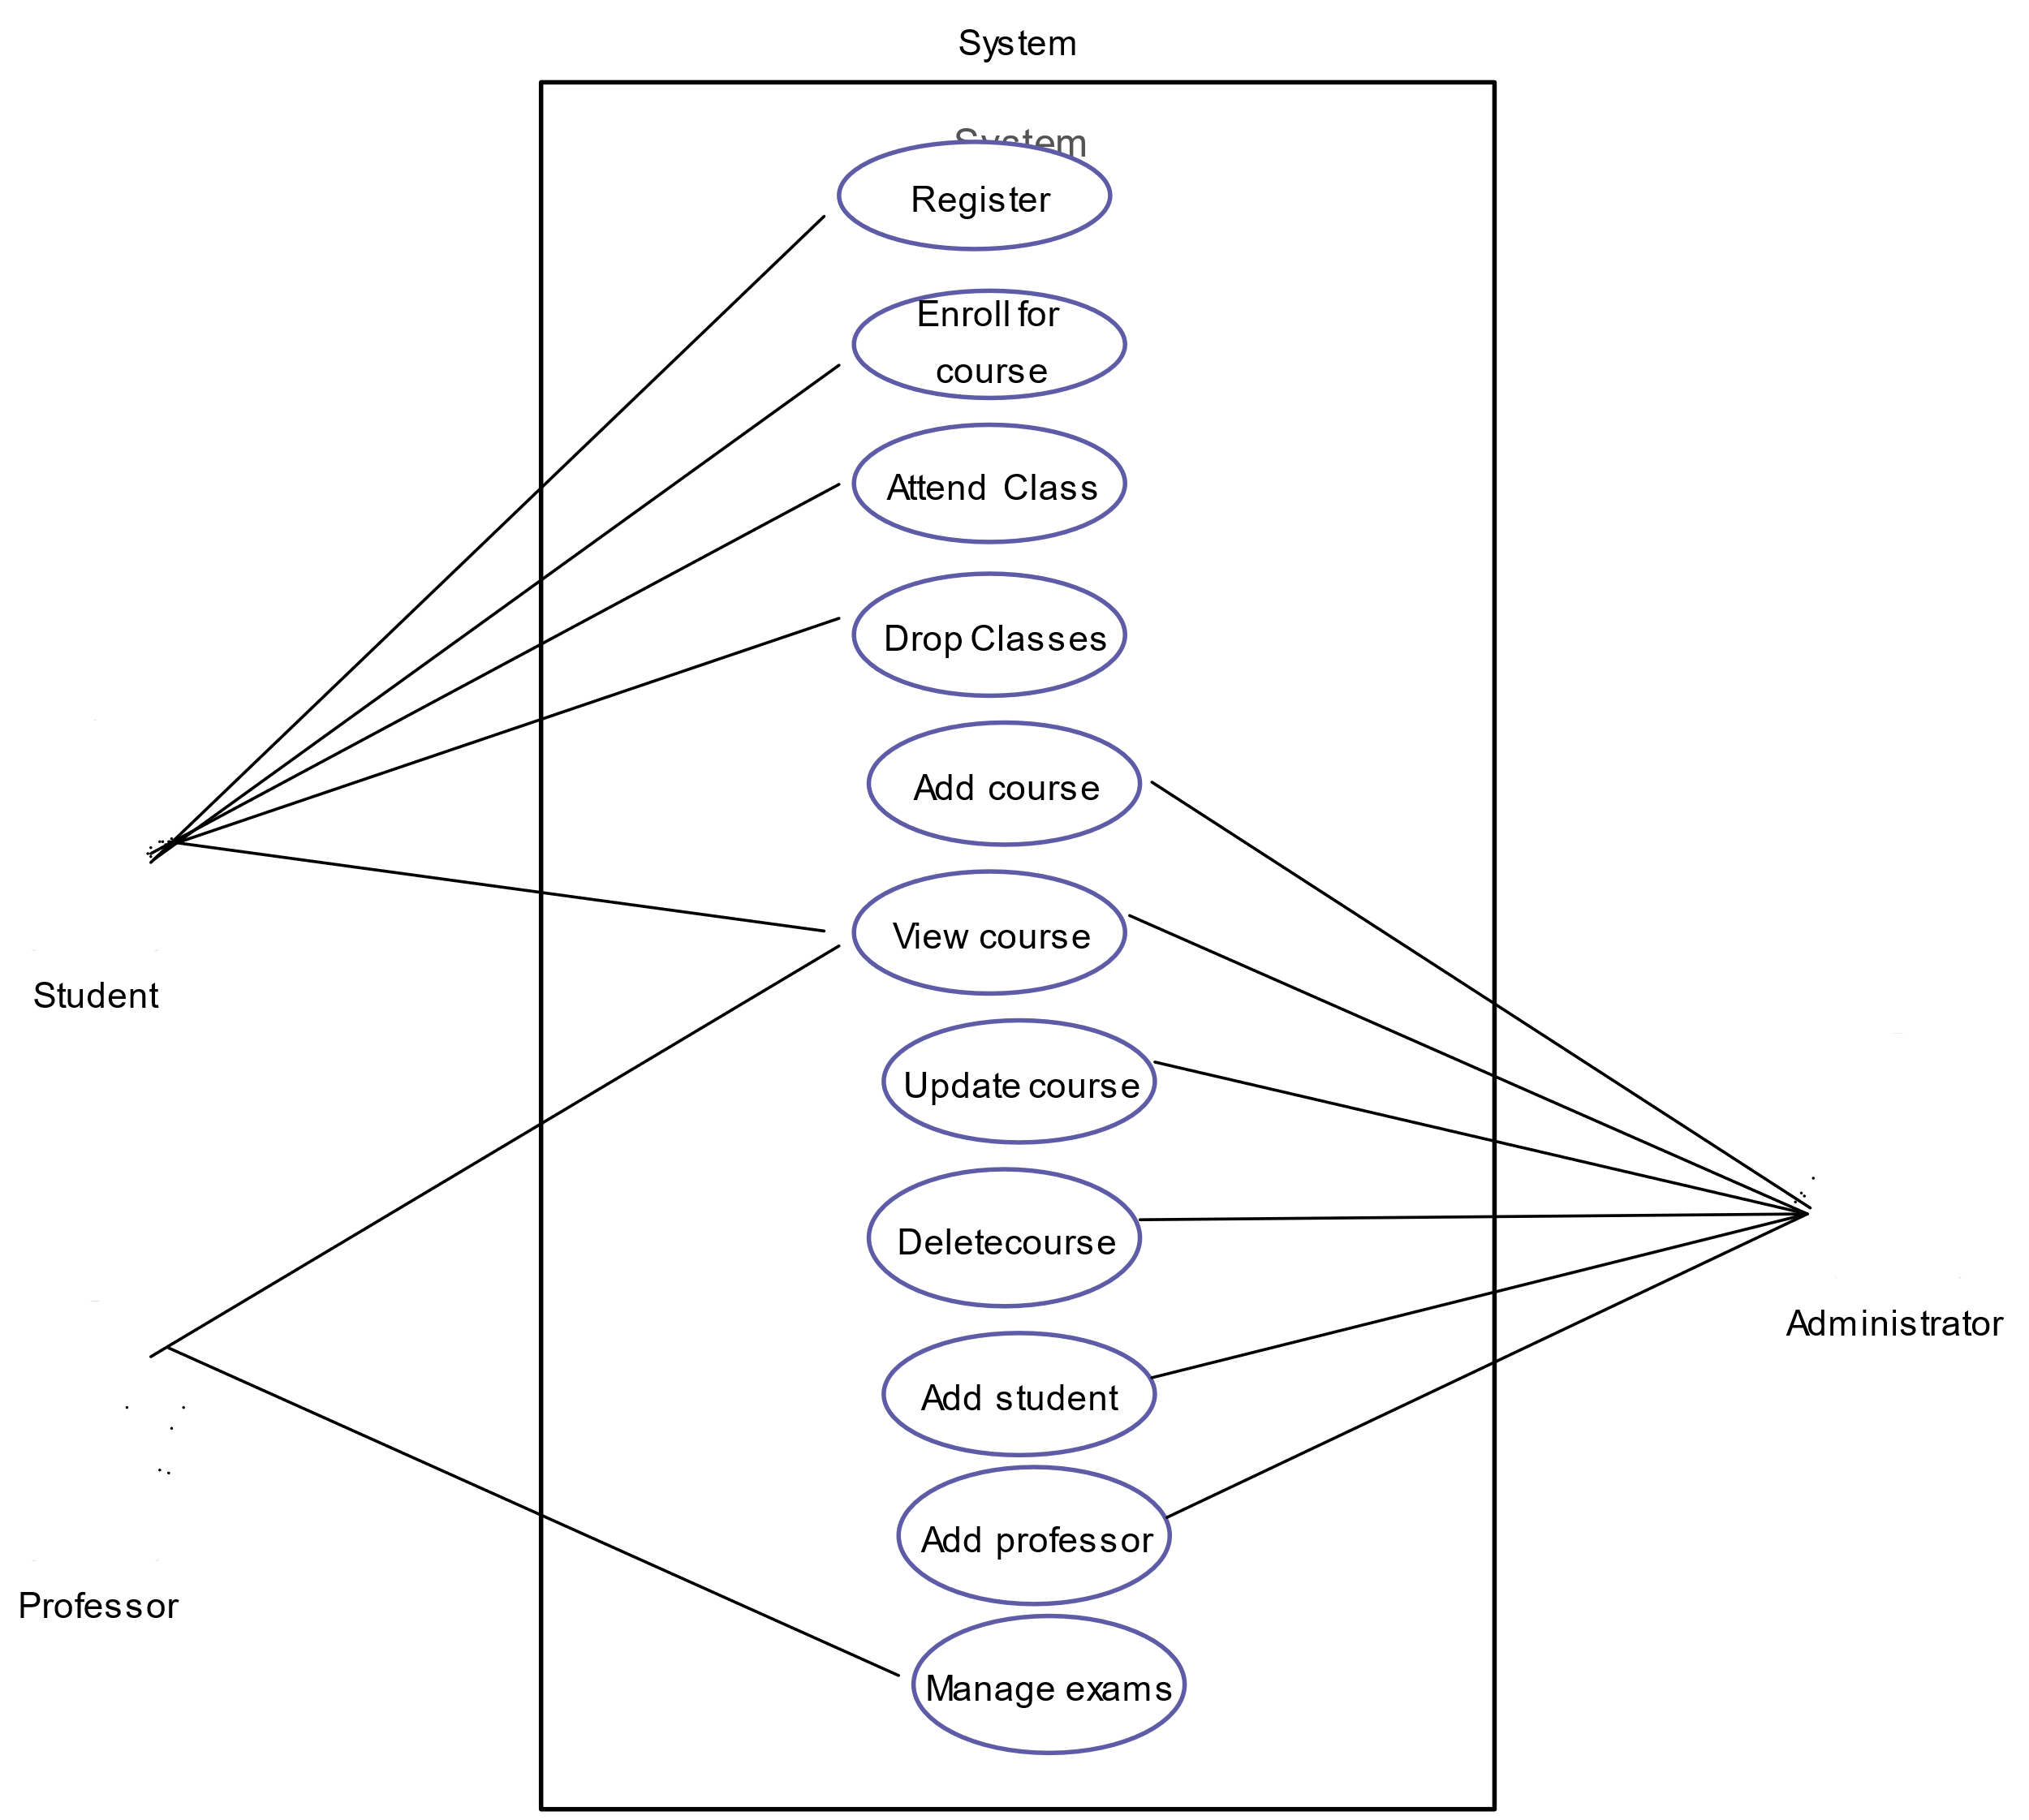 System
System
Register
Enroll for
course
Attend Class
Drop Classes
Add course
View course
Student
Update course
Deletecourse
Administrator
Add student
Add professor
Professor
Manage exams